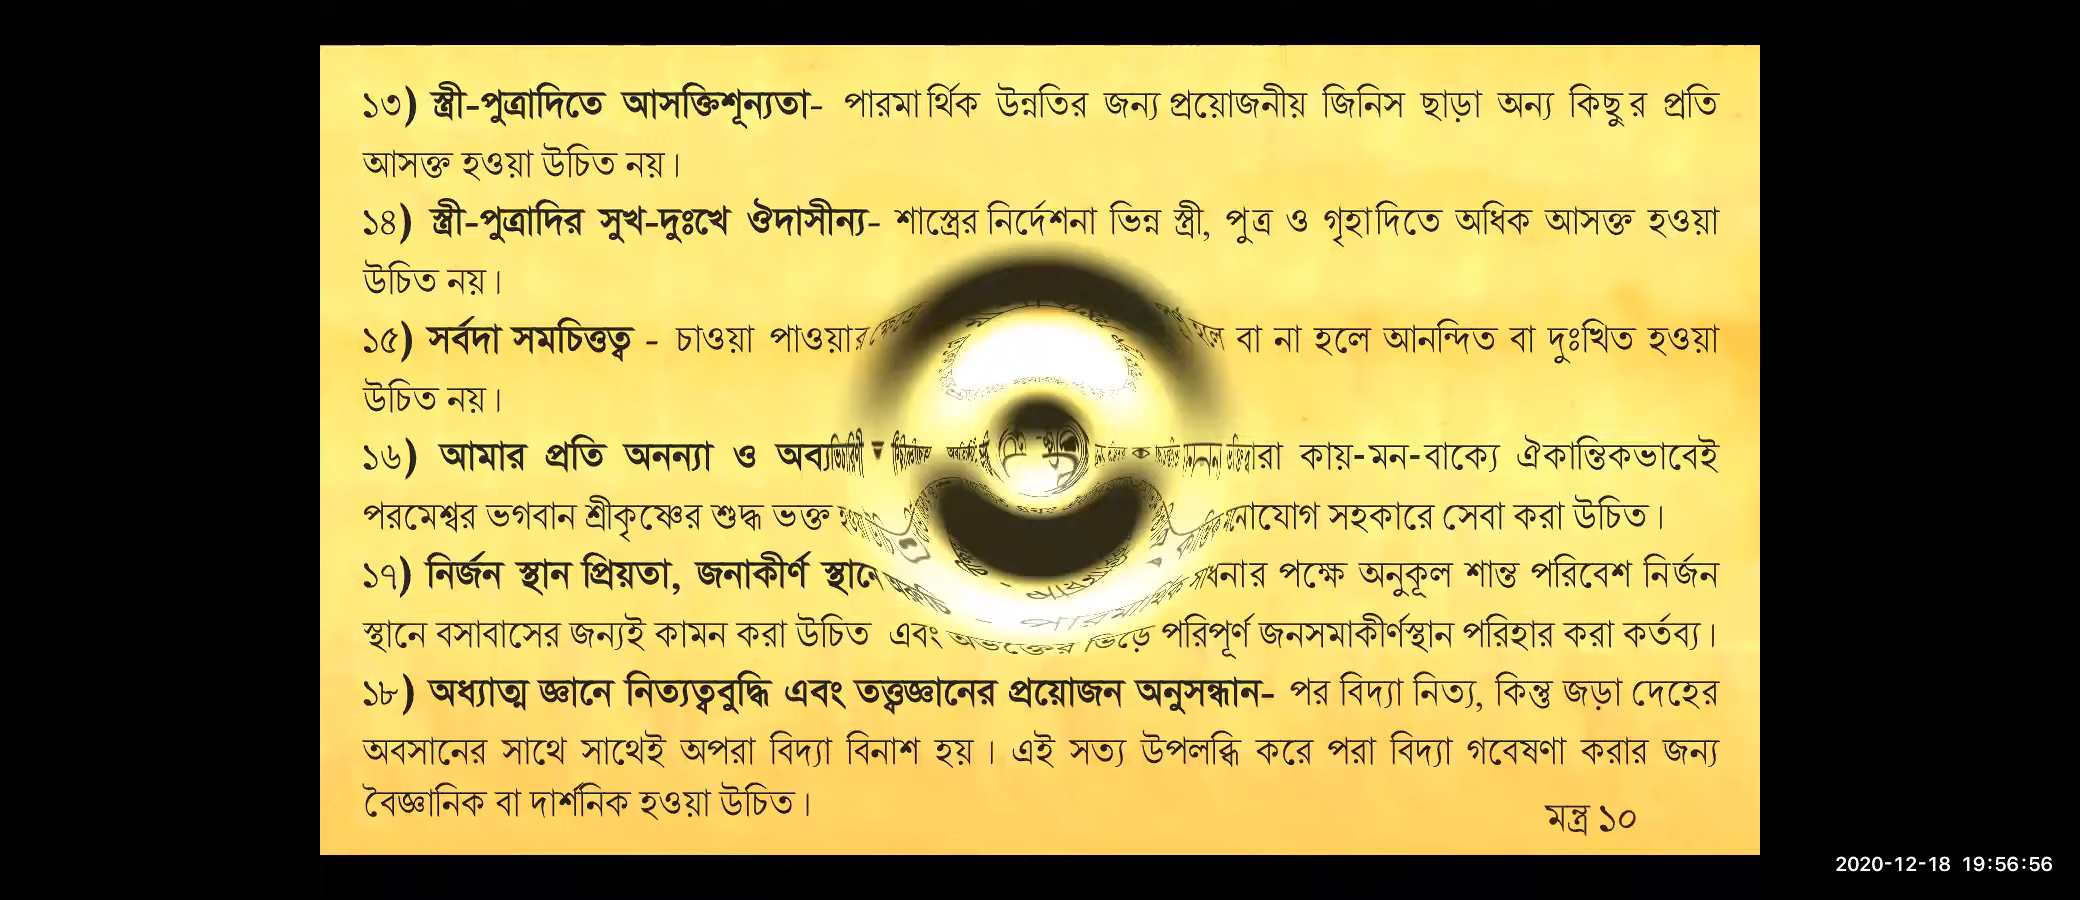 ১৩) স্ত্রী-পুত্রাদিতে আসক্তিশূন্যতা- পারমার্থিক উন্নতির জন্য প্রয়োজনীয় জিনিস ছাড়া অন্য কিছুর প্রতি
আসক্ত হওয়া উচিত নয়।
১৪) স্ত্রী-পুত্রাদির সুখ-দুঃখে ঔদাসীন্য- শাস্ত্রের নির্দেশনা ভিন্ন স্ত্রী, পুত্র ও গৃহাদিতে অধিক আসক্ত হওয়া
উচিত নয়।
১৫) সর্বদা সমচিত্তত্ব - চাওয়া পাওয়ার বা না হলে আনন্দিত বা দুঃখিত হওয়া
উচিত নয়।
১৬) আমার প্রতি অনন্যা ও কায়-মন-বাক্যে ঐকান্তিকভাবেই
পরমেশ্বর ভগবান শ্রীকৃষ্ণের শুদ্ধ ভক্ত সহকারে সেবা করা উচিত।
১৭) নির্জন স্থান প্রিয়তা, জনাকীর্ণ স্থানে পক্ষে অনুকূল শান্ত পরিবেশ নির্জন
স্থানে বসাবাসের জন্যই কামন করা উচিত এবং অভক্তের ভিড়ে পরিপূর্ণ জনসমাকীর্ণস্থান পরিহার করা কর্তব্য।
১৮) অধ্যাত্ম জ্ঞানে নিত্যত্ববুদ্ধি এবং তত্ত্বজ্ঞানের প্রয়োজন অনুসন্ধান- পর বিদ্যা নিত্য, কিন্তু জড়া দেহের
অবসানের সাথে সাথেই অপরা বিদ্যা বিনাশ হয়। এই সত্য উপলব্ধি করে পরা বিদ্যা গবেষণা করার জন্য
বৈজ্ঞানিক বা দার্শনিক হওয়া উচিত।
মন্ত্র ১০
2020-12-18 19:56:56